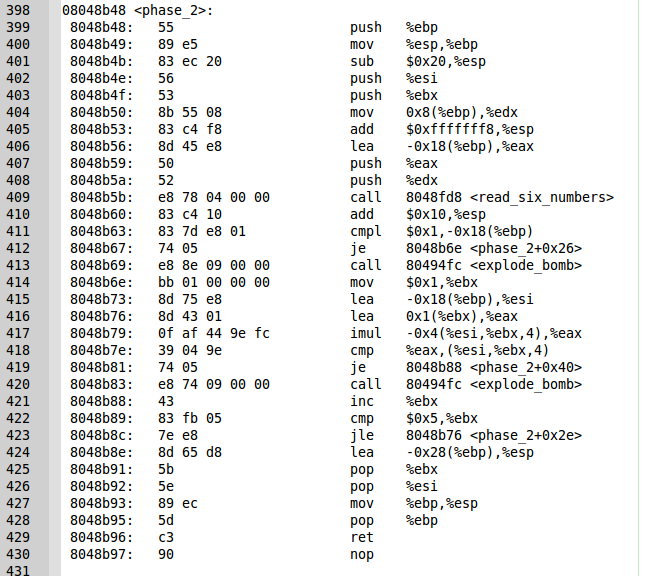 398 08048b48 <phase_2>:
399 8048b48: 55 push %ebp
400 8048b49: 89 e5 mov %esp,%ebp
401 8048b4b: 83 ec 20 sub $0x20,%esp
402 8048b4e: 56 push %esi
403 8048b4f: 53 push %ebx
404 8048b50: 8b 55 08 mov 0x8(%ebp),%edx
405 8048b53: 83 c4 f8 add $0xfffffff8,%esp
406 8048b56: 8d 45 e8 lea -0x18(%ebp),%eax
407 8048b59: 50 push %eax
408 8048b5a: 52 push %edx
409 8048b5b: e8 78 04 00 00 call 8048fd8 <read_six_numbers>
410 8048b60: 83 c4 10 add $0x10,%esp
411 8048b63: 83 7d e8 01 cmpl $0x1,-0x18(%ebp)
412 8048b67: 74 05 je 8048b6e <phase_2+0x26>
413 8048b69: e8 8e 09 00 00 call 80494fc <explode_bomb>
414 8048b6e: bb 01 00 00 00 mov $0x1,%ebx
415 8048b73: 8d 75 e8 lea -0x18(%ebp),%esi
416 8048b76: 8d 43 01 lea 0x1(%ebx),%eax
417 8048b79: 0f af 44 9e fc imul -0x4(%esi,%ebx,4),%eax
418 8048b7e: 39 04 9e cmp %eax,(%esi,%ebx,4)
419 8048b81: 74 05 je 8048b88 <phase_2+0x40>
420 8048b83: e8 74 09 00 00 call 80494fc <explode_bomb>
421 8048b88: 43 inc %ebx
422 8048b89: 83 fb 05 cmp $0x5,%ebx
423 8048b8c: 7e e8 jle 8048b76 <phase_2+0x2e>
424 8048b8e: 8d 65 d8 lea -0x28(%ebp),%esp
425 8048b91: 5b pop %ebx
426 8048b92: 5e pop %esi
427 8048b93: 89 ec mov %ebp,%esp
428 8048b95: 5d pop %ebp
429 8048b96: c3 ret
430 8048b97: 90 nop
431